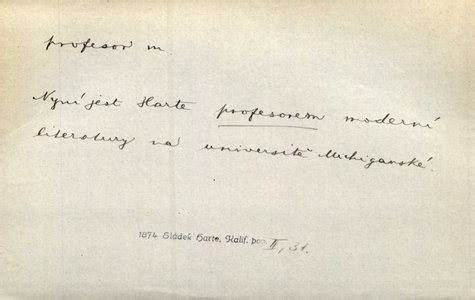 profesor m.
Nyní jest Harte profesorem moderní
literatury na universitě Michiganské.
1874 Sládek Harte, Kalif. pov. II, 31.